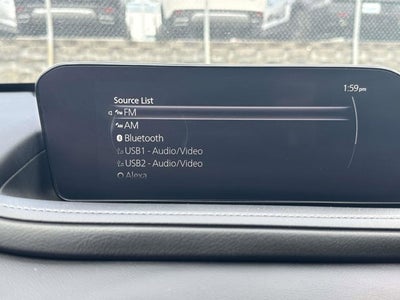 1:59pm
Source List
FM
AM
Bluetooth
USB1 - Audio/Video
USB2 - Audio/Video
Alexa